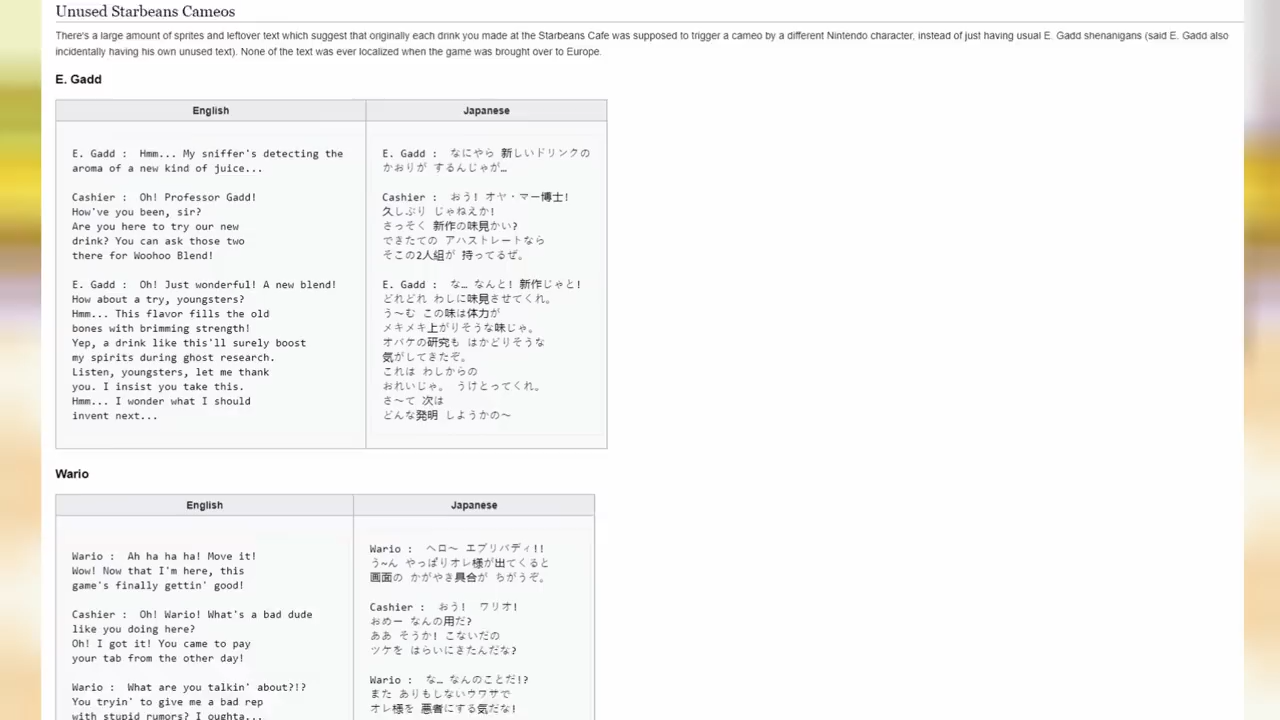 Unused Starbeans Cameos
There's a large amount of sprites and leftover text which suggest that originally each drink you made at the Starbeans Cafe was supposed to trigger a cameo by a different Nintendo character, instead of just having usual E. Gadd shenanigans (said E. Gadd also
incidentally having his own unused text). None of the text was ever localized when the game was brought over to Europe.
E. Gadd
English
Japanese
E. Gadd : Hmm... My sniffer's detecting the
aroma of a new kind of juice...
Cashier : Oh! Professor Gadd!
How've you been, sir?
Are you here to try our new
drink? You can ask those two
there for Woohoo Blend!
E. Gadd : Oh! Just wonderful! A new blend!
How about a try, youngsters?
Hmm... This flavor fills the old
bones with brimming strength!
Yep, a drink like this'll surely boost
my spirits during ghost research.
Listen, youngsters, let me thank
you. I insist you take this.
Hmm... I wonder what I should
invent next...
E. Gadd : なにやら 新しいドリンクの
かおりが するんじゃが…
Cashier : おう! オヤ・マー博士!
久しぶり じゃねえか!
さっそく 新作の味見かい?
できたての アハストレートなら
そこの2人組が 持ってるぜ。
E. Gadd : な… なんと! 新作じゃと!
どれどれ わしに味見させてくれ。
う〜む この味は体力が
メキメキ上がりそうな味じゃ。
オバケの研究も はかどりそうな
気がしてきたぞ。
これは わしからの
おれいじゃ。 うけとってくれ。
さ〜て 次は
どんな発明 しようかの〜
Wario
English
Japanese
Wario : Ah ha ha ha! Move it!
Wow! Now that I'm here, this
game's finally gettin' good!
Cashier : Oh! Wario! What's a bad dude
like you doing here?
Oh! I got it! You came to pay
your tab from the other day!
Wario : What are you talkin' about?!?
You tryin' to give me a bad rep
with stupid rumors? I oughta...
Wario : ヘロ〜 エブリバディ!!
う~ん やっぱりオレ様が出てくると
画面の かがやき具合が ちがうぞ。
Cashier : おう! ワリオ!
おめー なんの用だ?
ああ そうか! こないだの
ツケを はらいにきたんだな?
Wario : な… なんのことだ!?
また ありもしないウワサで
オレ様を 悪者にする気だな!